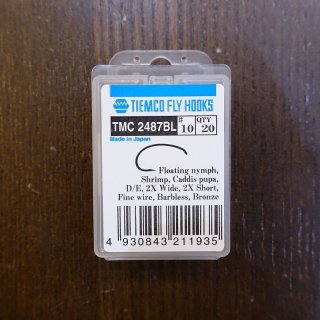 TIEMCO FLY HOOKS
TMC 2487BL # 10 QTY 20
Made in Japan
Floating nymph,
Shrimp, Caddis pupa,
D/E, 2X Wide, 2X Short,
Fine wire, Barbless, Bronze
4 930843 211935